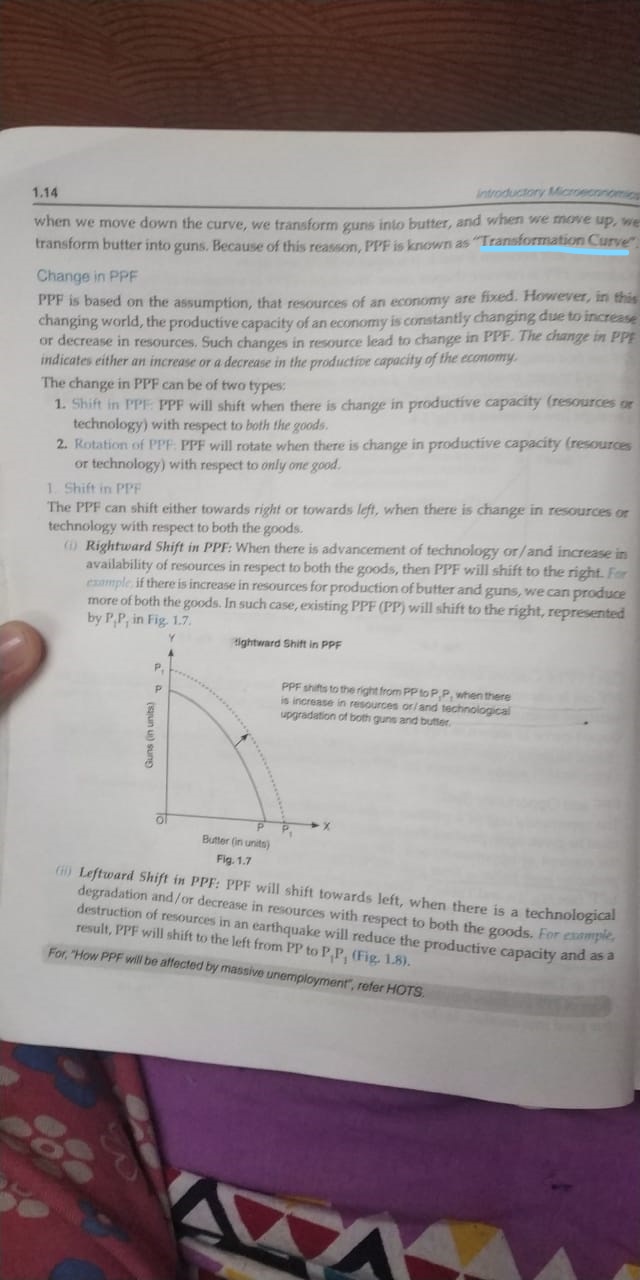 1.14
Introductory Microeconomics
when we move down the curve, we transform guns into butter, and when we move up, we
transform butter into guns. Because of this reasson, PPF is known as "Transformation Curve".
Change in PPF
PPF is based on the assumption, that resources of an economy are fixed. However, in this
changing world, the productive capacity of an economy is constantly changing due to increase
or decrease in resources. Such changes in resource lead to change in PPF. The change in PPF
indicates either an increase or a decrease in the productive capacity of the economy.
The change in PPF can be of two types:
1. Shift in PPF: PPF will shift when there is change in productive capacity (resources or
technology) with respect to both the goods.
2. Rotation of PPF: PPF will rotate when there is change in productive capacity (resources
or technology) with respect to only one good.
1. Shift in PPF
The PPF can shift either towards right or towards left, when there is change in resources or
technology with respect to both the goods.
(i) Rightward Shift in PPF: When there is advancement of technology or/and increase in
availability of resources in respect to both the goods, then PPF will shift to the right. For
example, if there is increase in resources for production of butter and guns, we can produce
more of both the goods. In such case, existing PPF (PP) will shift to the right, represented
by P₁P₁ in Fig. 1.7.
Y
Rightward Shift in PPF
P₁
P
PPF shifts to the right from PP to P₁P₁ when there
is increase in resources or/and technological
upgradation of both guns and butter.
Guns (in units)
O
P
P₁
X
Butter (in units)
Fig. 1.7
(ii) Leftward Shift in PPF: PPF will shift towards left, when there is a technological
degradation and/or decrease in resources with respect to both the goods. For example,
destruction of resources in an earthquake will reduce the productive capacity and as a
result, PPF will shift to the left from PP to P₁P₁ (Fig. 1.8).
For, "How PPF will be affected by massive unemployment", refer HOTS.